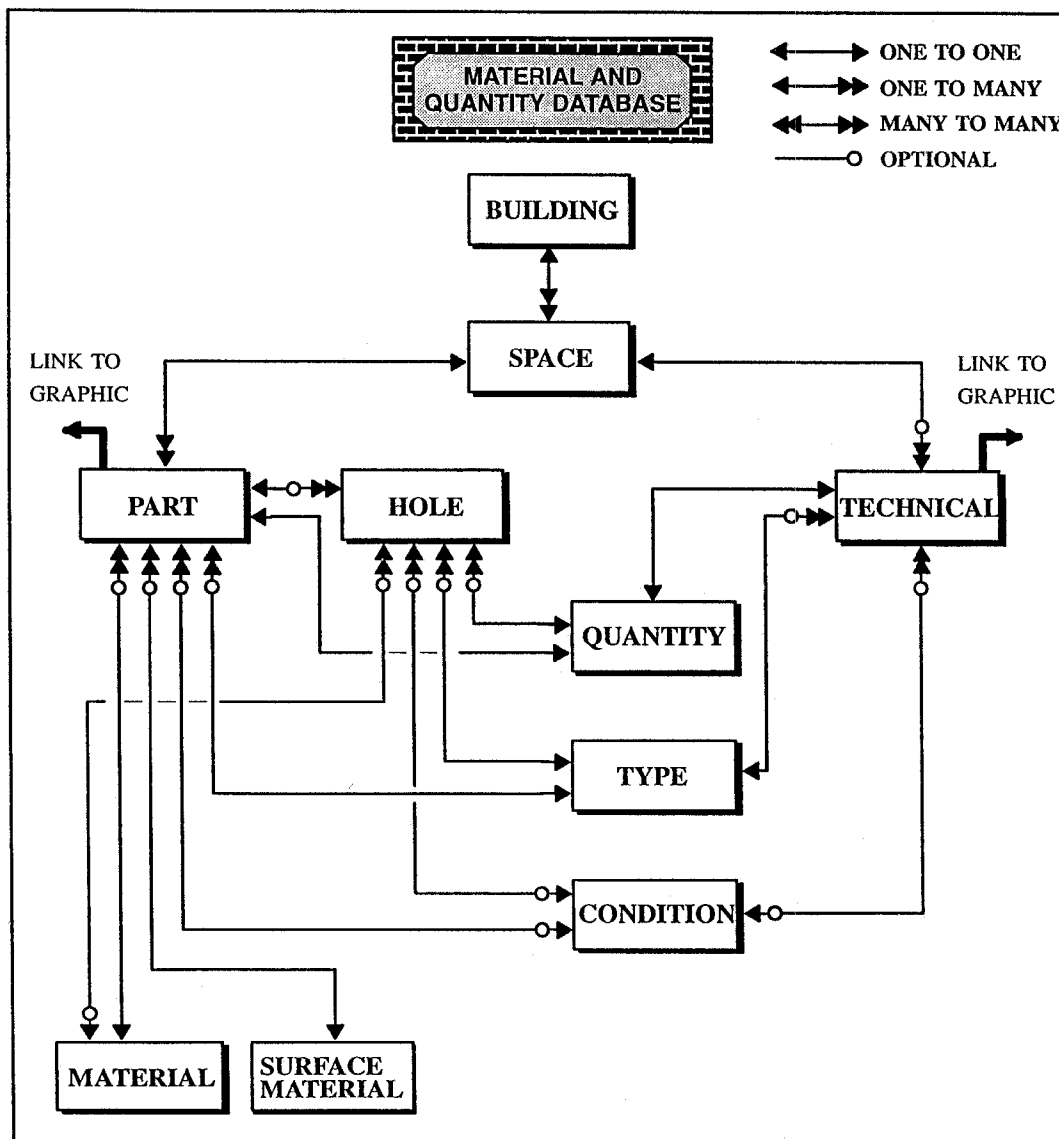 MATERIAL AND
QUANTITY DATABASE
ONE TO ONE
ONE TO MANY
MANY TO MANY
OPTIONAL
BUILDING
SPACE
LINK TO
GRAPHIC
LINK TO
GRAPHIC
PART
HOLE
TECHNICAL
QUANTITY
TYPE
CONDITION
MATERIAL
SURFACE
MATERIAL